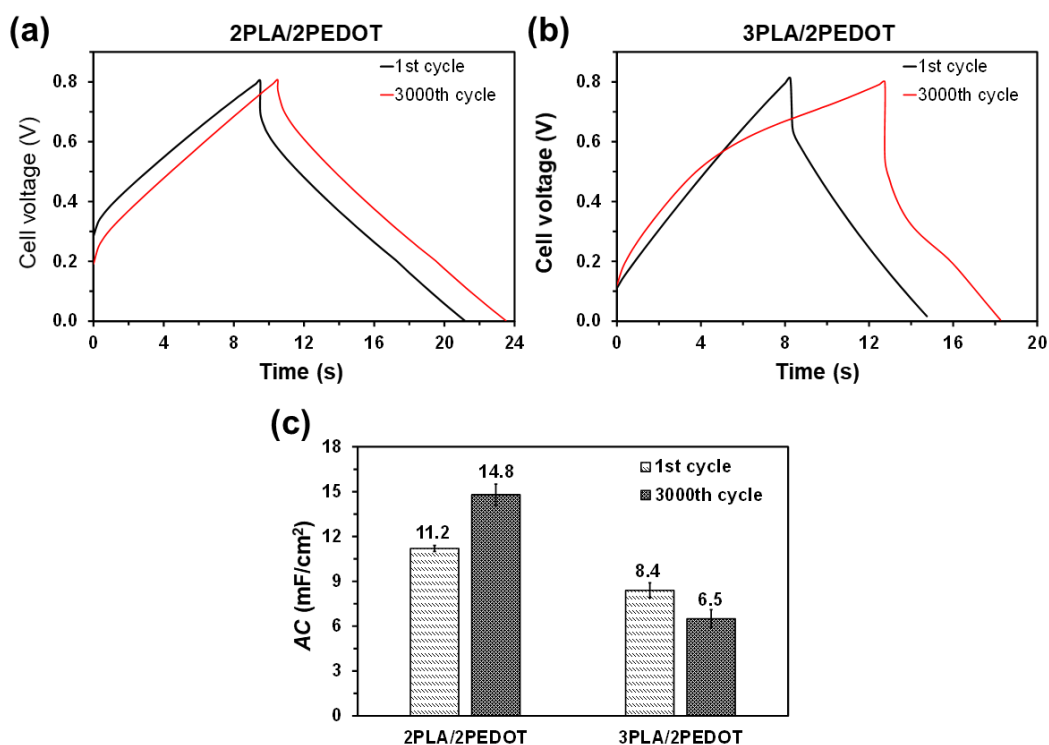 (a)
2PLA/2PEDOT
Cell voltage (V)
0.8
0.6
0.4
0.2
0.0
1st cycle
3000th cycle
0 4 8 12 16 20 24
Time (s)
(b)
3PLA/2PEDOT
Cell voltage (V)
0.8
0.6
0.4
0.2
0.0
1st cycle
3000th cycle
0 4 8 12 16 20
Time (s)
(c)
AC (mF/cm²)
18
15
12
9
6
3
0
1st cycle
3000th cycle
11.2
14.8
8.4
6.5
2PLA/2PEDOT 3PLA/2PEDOT